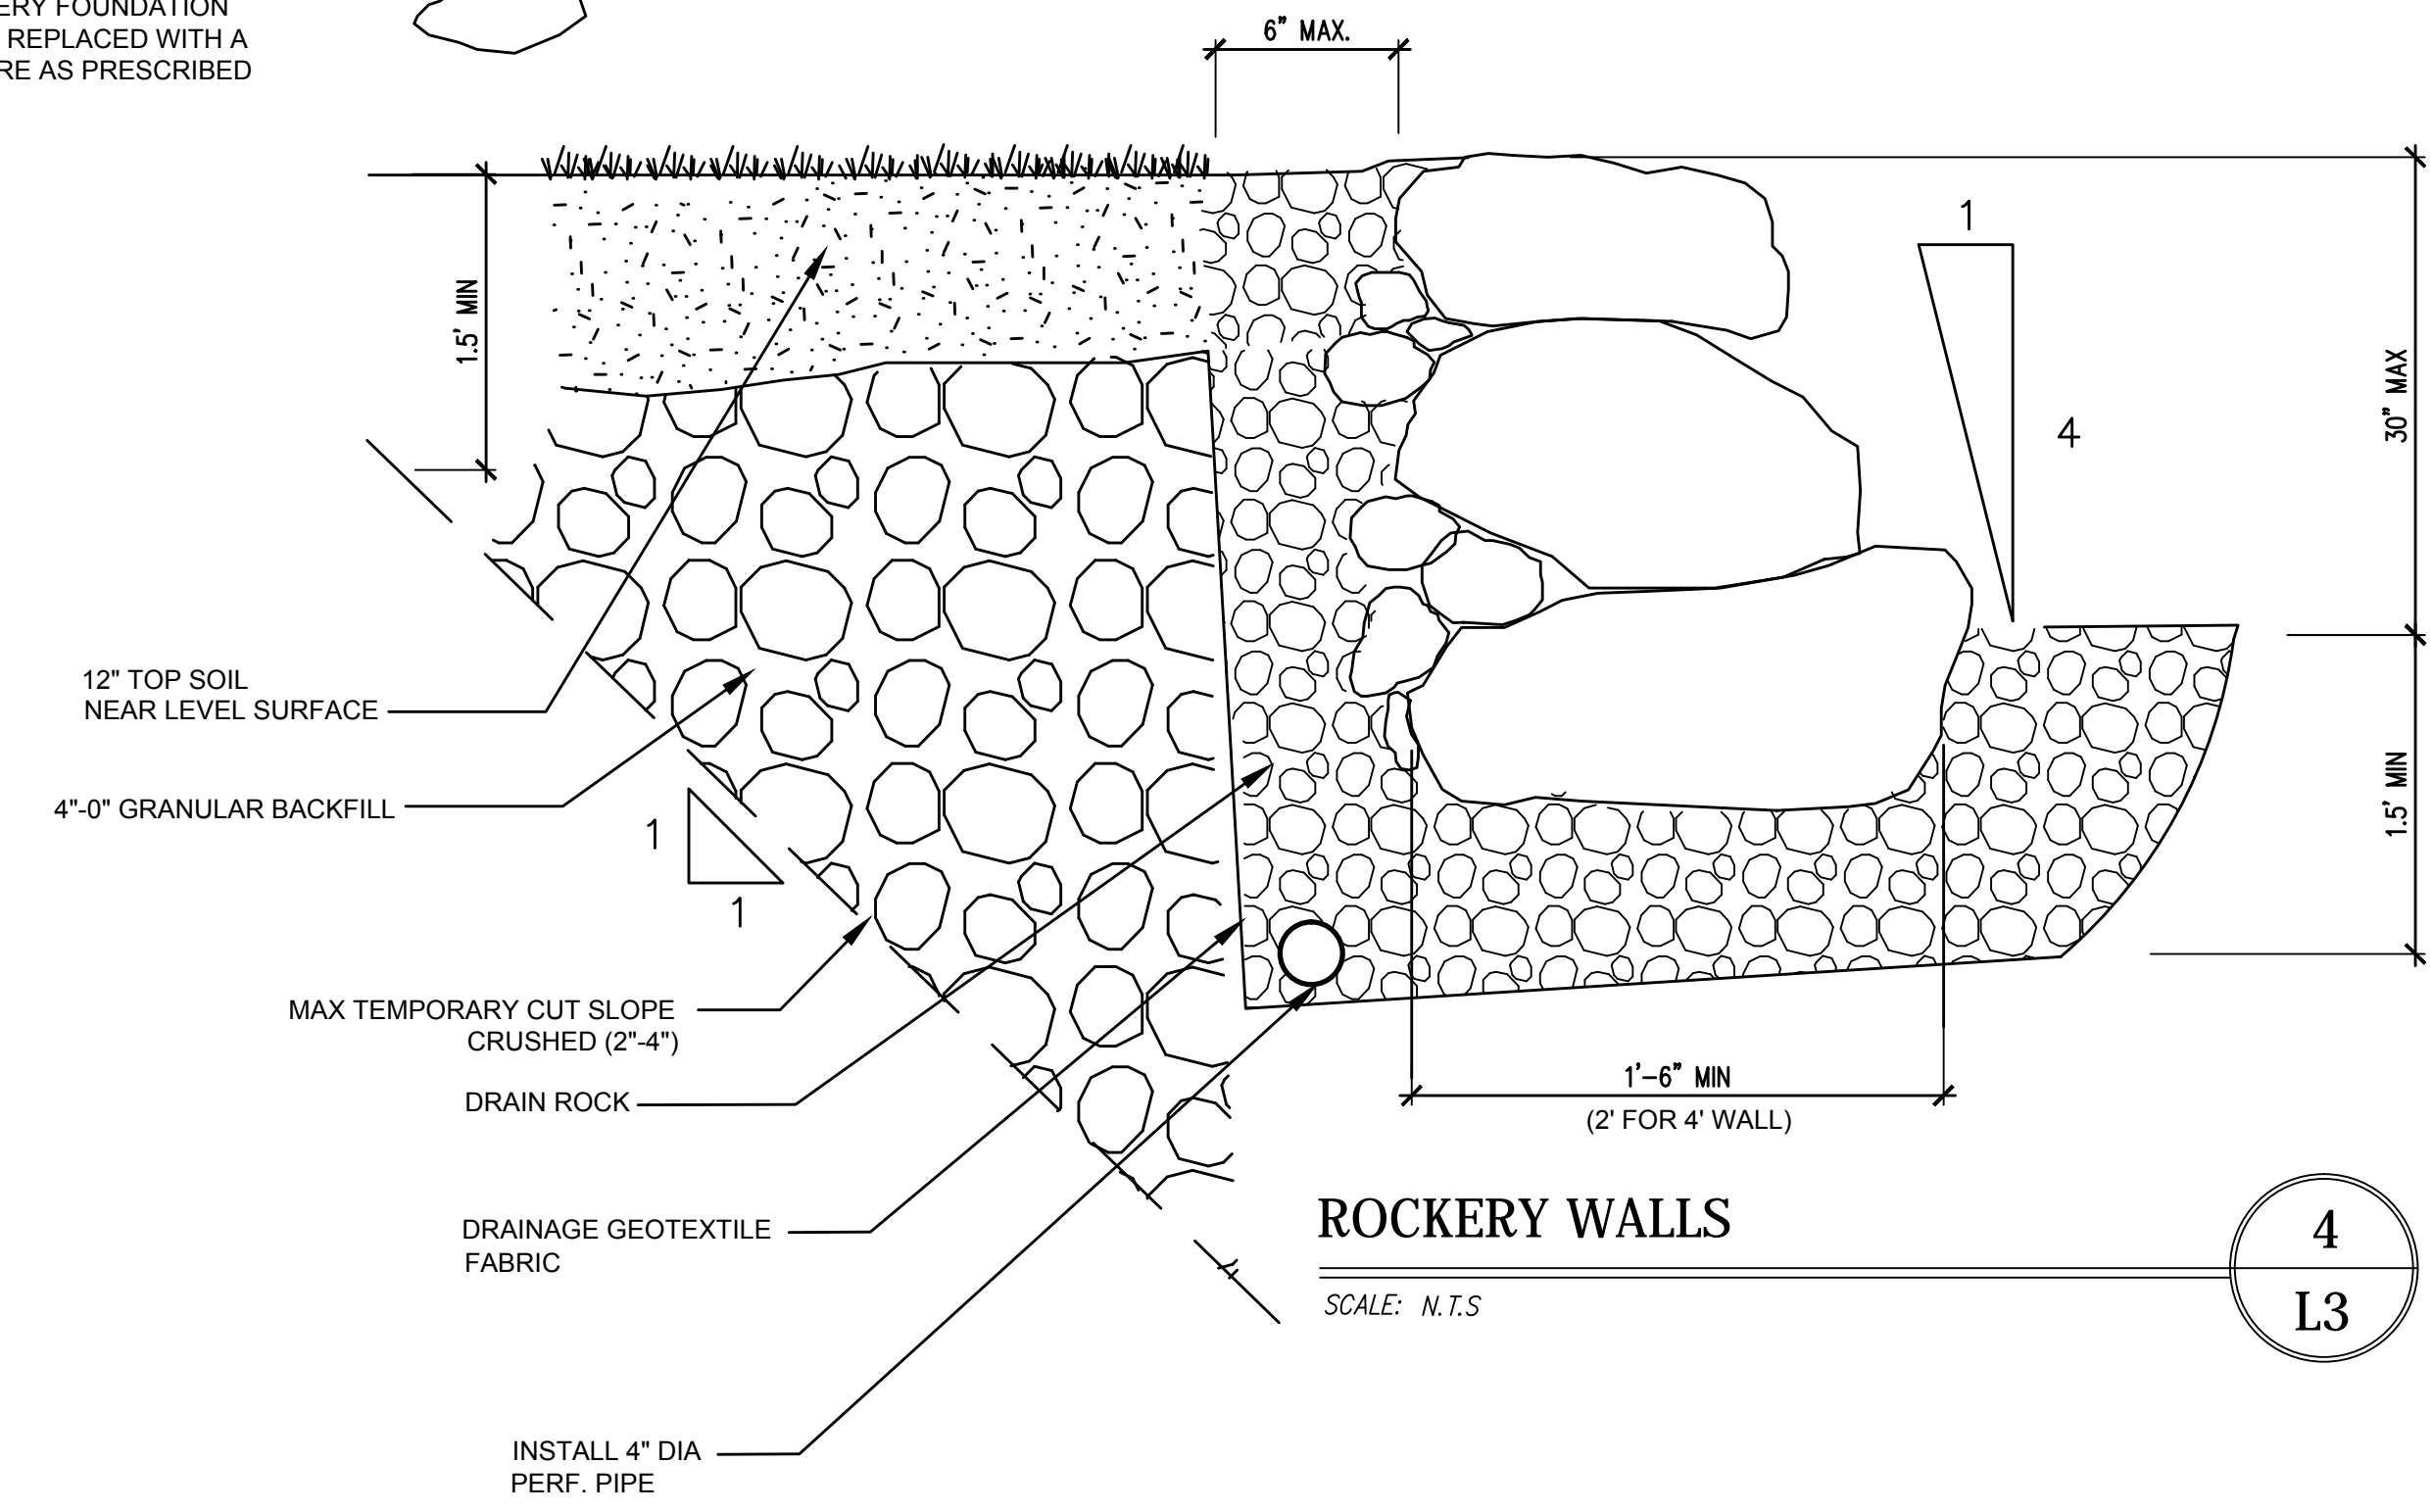 ERY FOUNDATION
REPLACED WITH A
RE AS PRESCRIBED
6" MAX.
1.5' MIN
1
4
30" MAX
12" TOP SOIL
NEAR LEVEL SURFACE
4"-0" GRANULAR BACKFILL
1
1
1.5' MIN
MAX TEMPORARY CUT SLOPE
CRUSHED (2"-4")
DRAIN ROCK
1'-6" MIN
(2' FOR 4' WALL)
DRAINAGE GEOTEXTILE
FABRIC
ROCKERY WALLS
4
L3
SCALE: N.T.S
INSTALL 4" DIA
PERF. PIPE